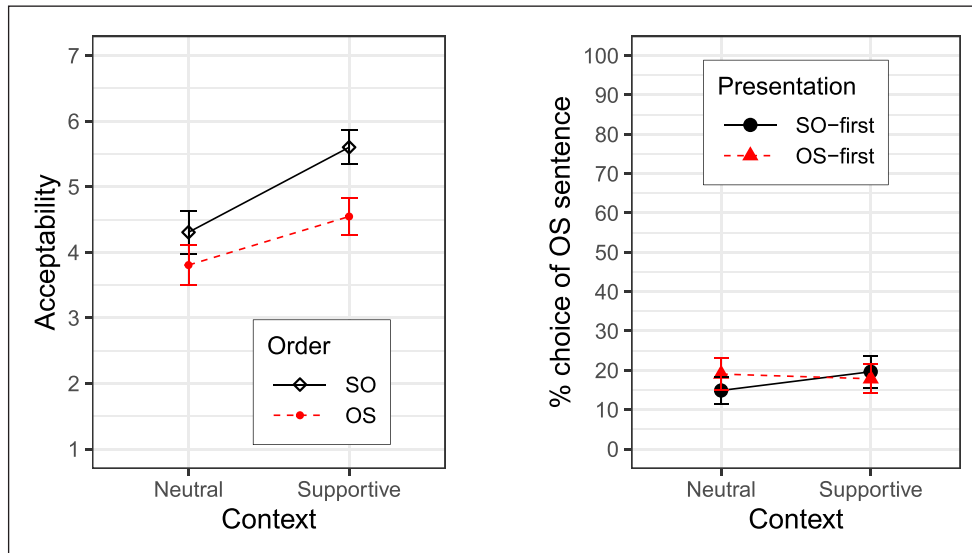 7
6
5
4
3
2
1
Acceptability
Order
SO
OS
Neutral Supportive
Context
100
90
80
70
60
50
40
30
20
10
0
% choice of OS sentence
Presentation
SO−first
OS−first
Neutral Supportive
Context